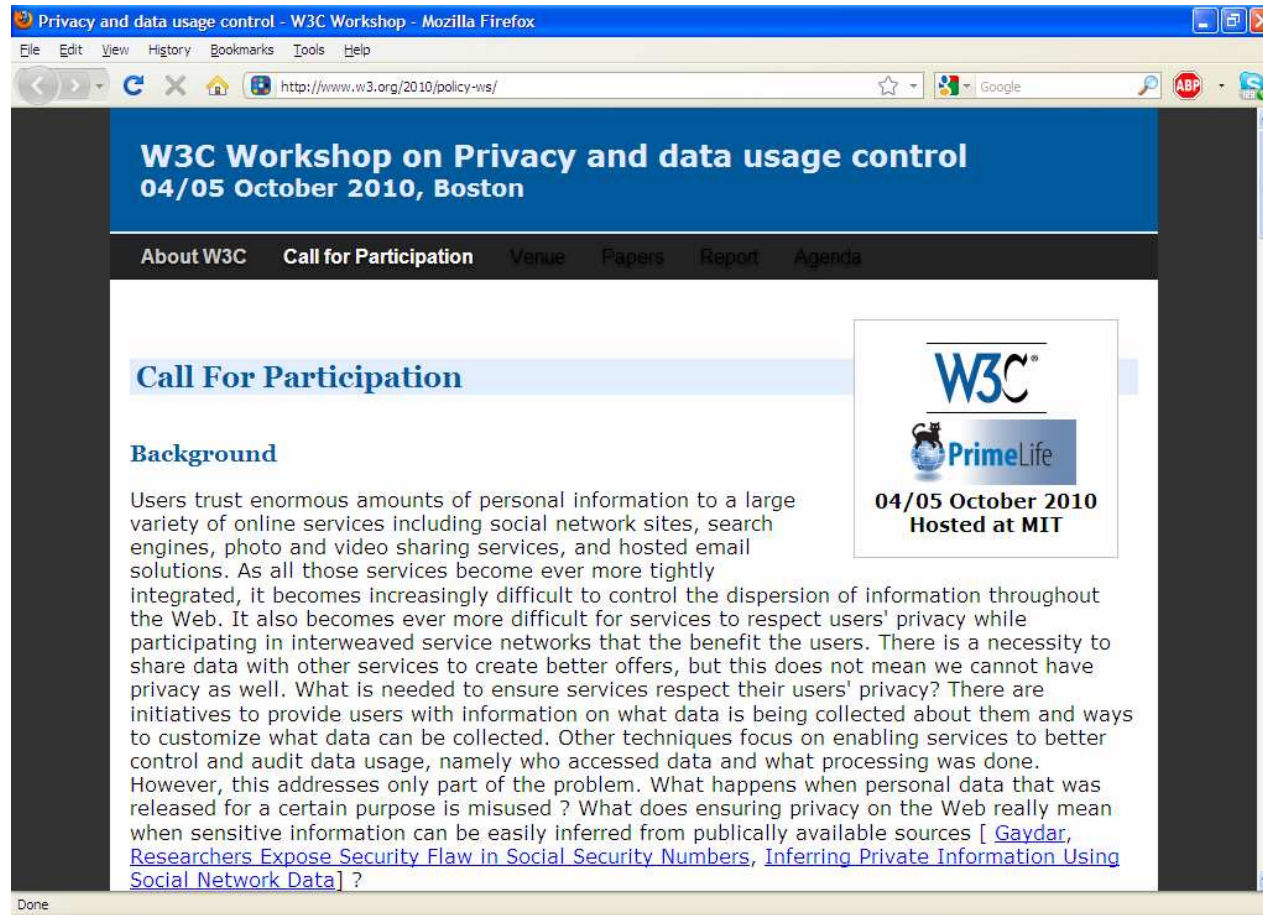 Privacy and data usage control - W3C Workshop - Mozilla Firefox
File Edit View History Bookmarks Tools Help
http://www.w3.org/2010/policy-ws/
Google
ABP
W3C Workshop on Privacy and data usage control
04/05 October 2010, Boston
About W3C Call for Participation Venue Papers Report Agenda
Call For Participation
W3C®
PrimeLife
04/05 October 2010
Hosted at MIT
Background
Users trust enormous amounts of personal information to a large
variety of online services including social network sites, search
engines, photo and video sharing services, and hosted email
solutions. As all those services become ever more tightly
integrated, it becomes increasingly difficult to control the dispersion of information throughout
the Web. It also becomes ever more difficult for services to respect users' privacy while
participating in interweaved service networks that the benefit the users. There is a necessity to
share data with other services to create better offers, but this does not mean we cannot have
privacy as well. What is needed to ensure services respect their users' privacy? There are
initiatives to provide users with information on what data is being collected about them and ways
to customize what data can be collected. Other techniques focus on enabling services to better
control and audit data usage, namely who accessed data and what processing was done.
However, this addresses only part of the problem. What happens when personal data that was
released for a certain purpose is misused ? What does ensuring privacy on the Web really mean
when sensitive information can be easily inferred from publically available sources [ Gaydar,
Researchers Expose Security Flaw in Social Security Numbers, Inferring Private Information Using
Social Network Data] ?
Done